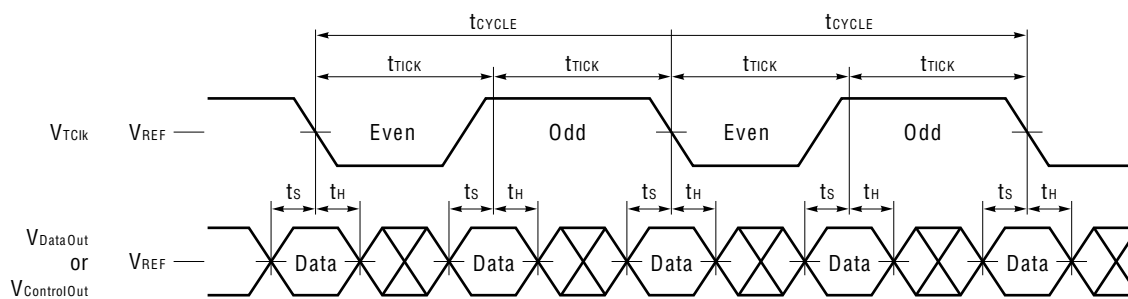 tCYCLE tCYCLE
tTICK tTICK tTICK tTICK
VTClk VREF Even Odd Even Odd
tS tH tS tH tS tH tS tH tS tH
VDataOut
or VREF Data Data Data Data Data
VControlOut